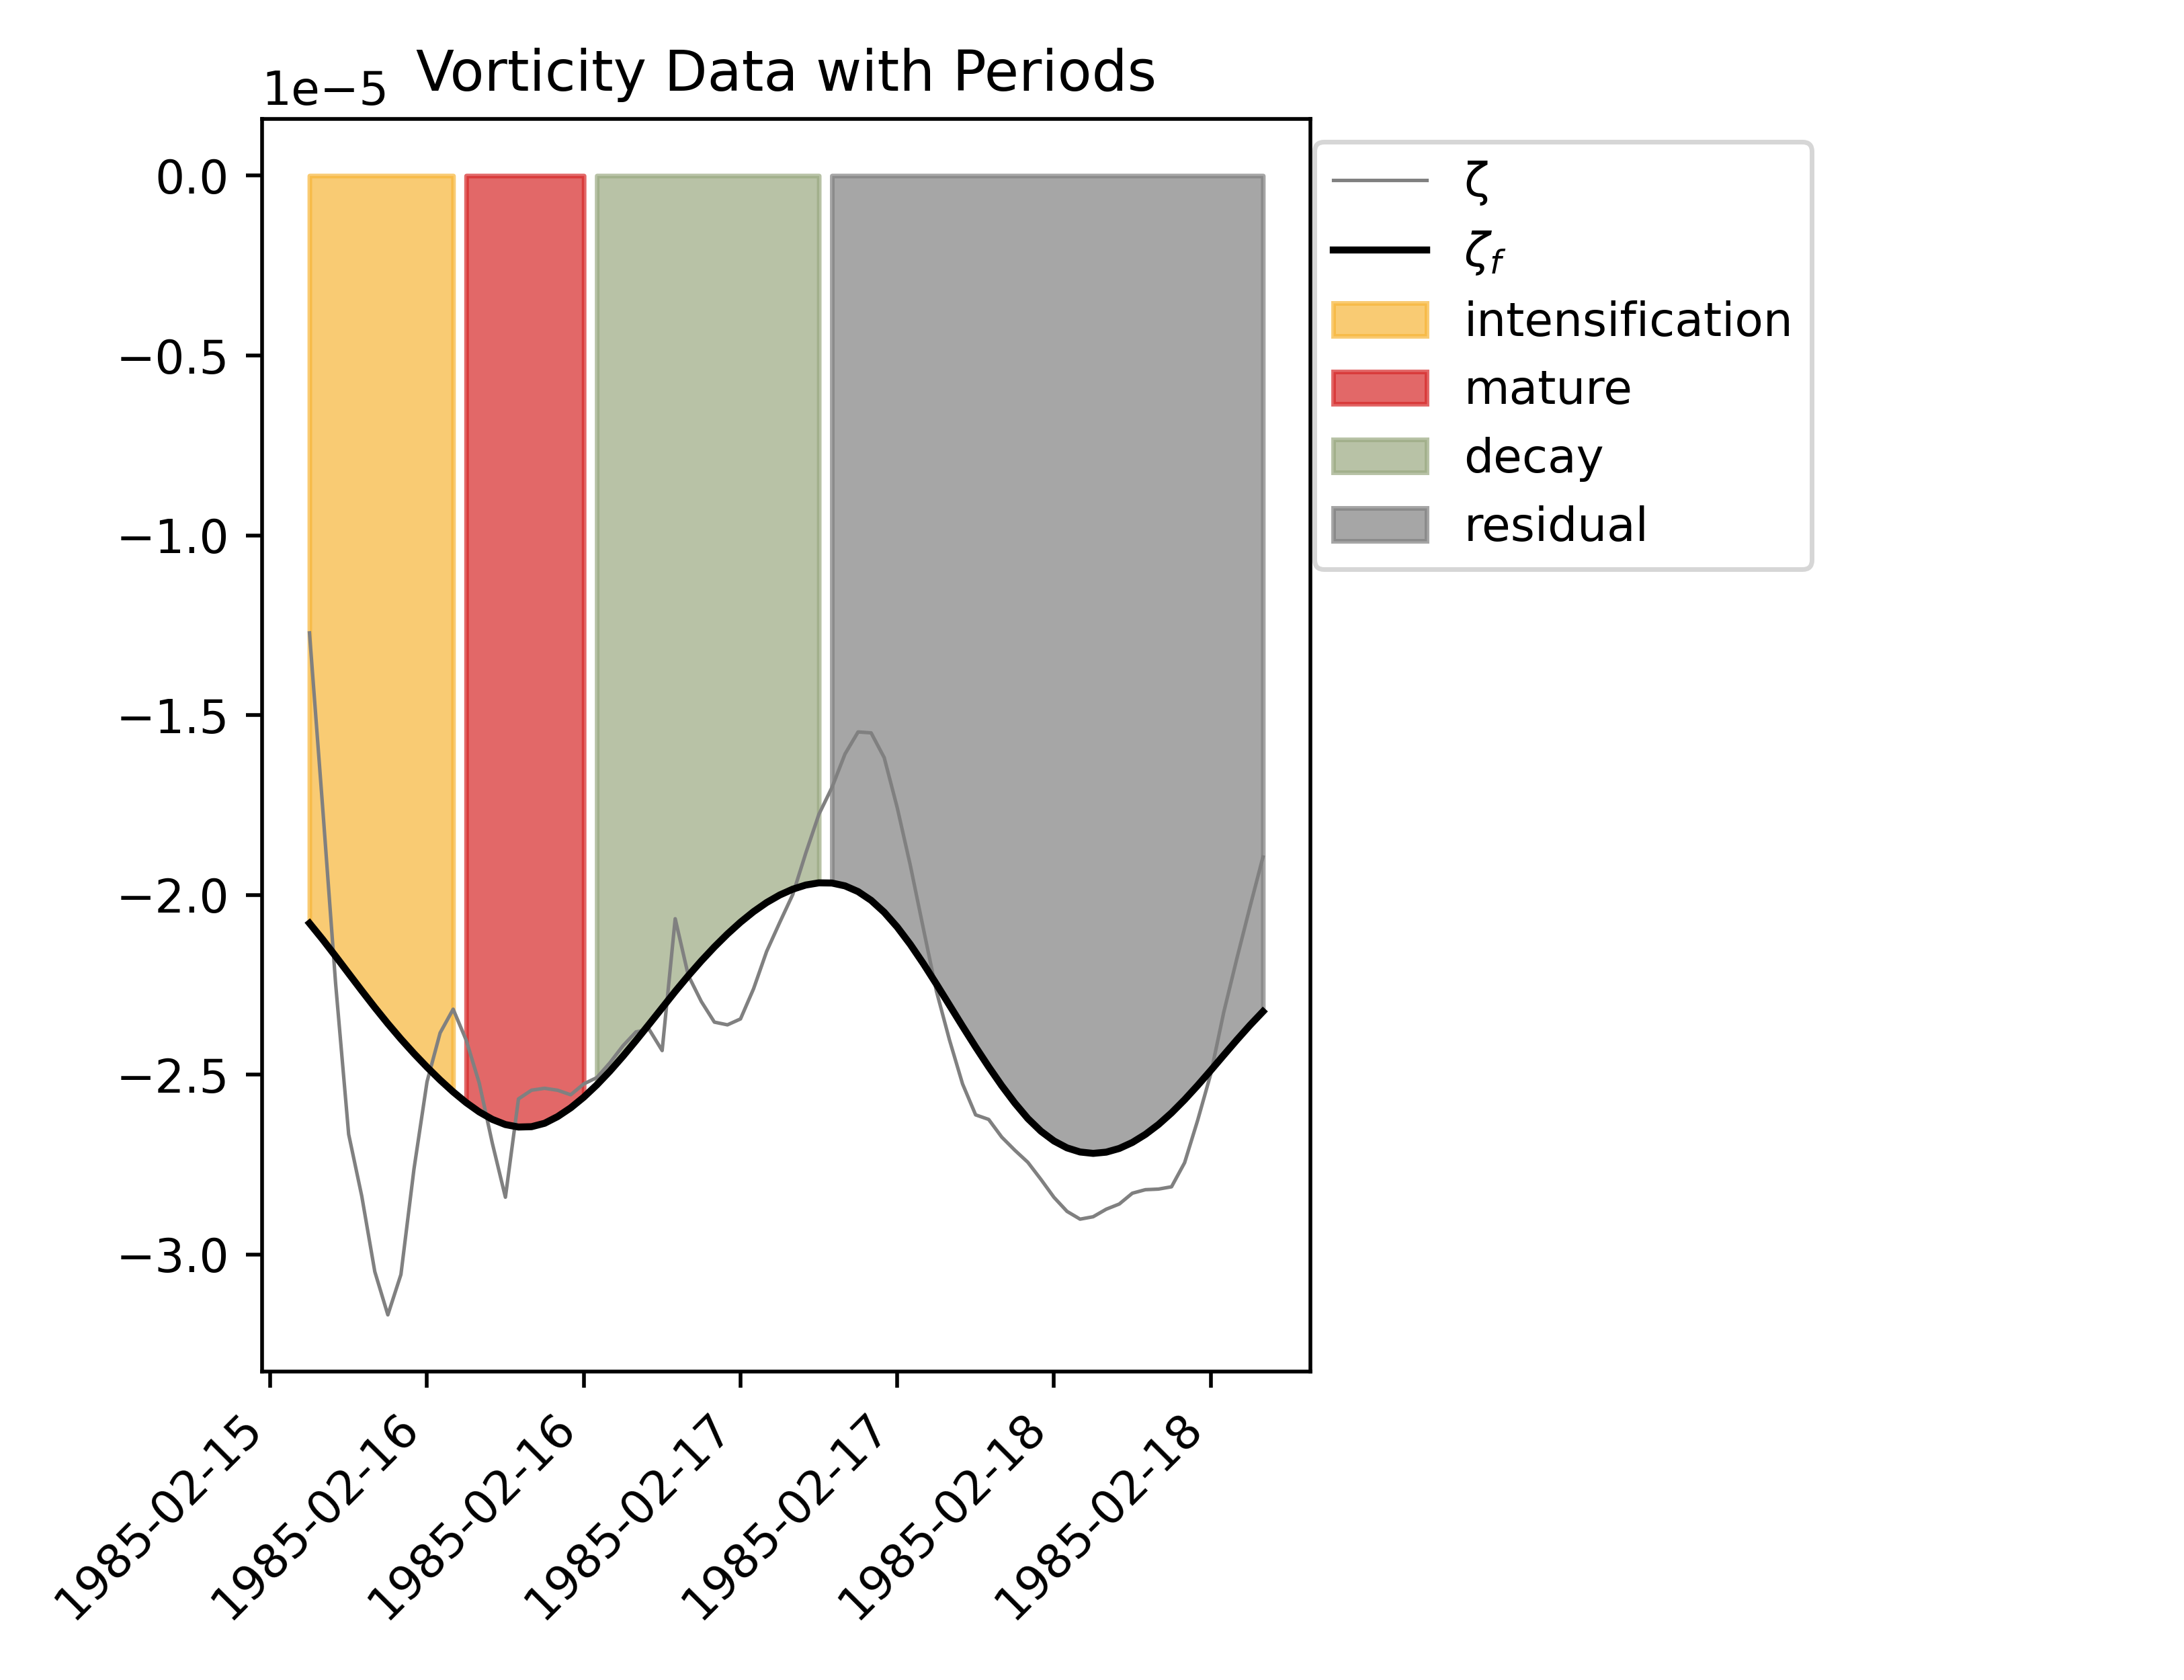 Vorticity Data with Periods
1e−5
0.0
−0.5
−1.0
−1.5
−2.0
−2.5
−3.0
1985-02-15
1985-02-16
1985-02-16
1985-02-17
1985-02-17
1985-02-18
1985-02-18
ζ
ζf
intensification
mature
decay
residual